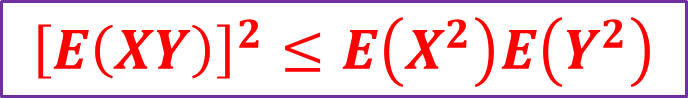 [E(XY)]² ≤ E(X²)E(Y²)